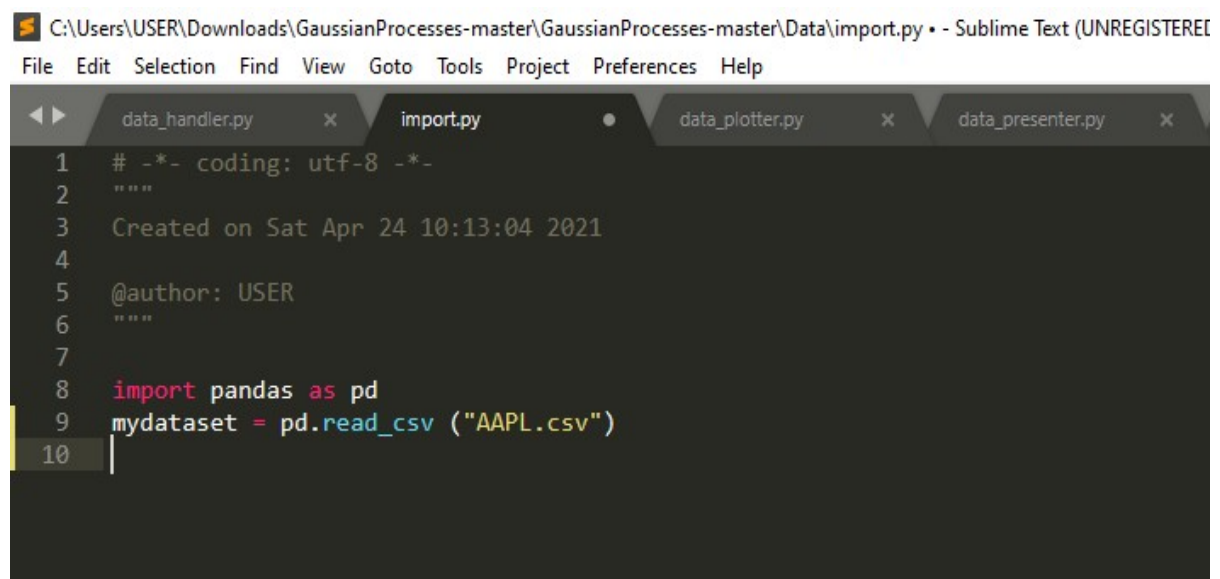 C:\Users\USER\Downloads\GaussianProcesses-master\GaussianProcesses-master\Data\import.py • - Sublime Text (UNREGISTERED
File Edit Selection Find View Goto Tools Project Preferences Help
data_handler.py × import.py data_plotter.py × data_presenter.py ×
1 # -*- coding: utf-8 -*-
2 """
3 Created on Sat Apr 24 10:13:04 2021
4
5 @author: USER
6 """
7
8 import pandas as pd
9 mydataset = pd.read_csv ("AAPL.csv")
10